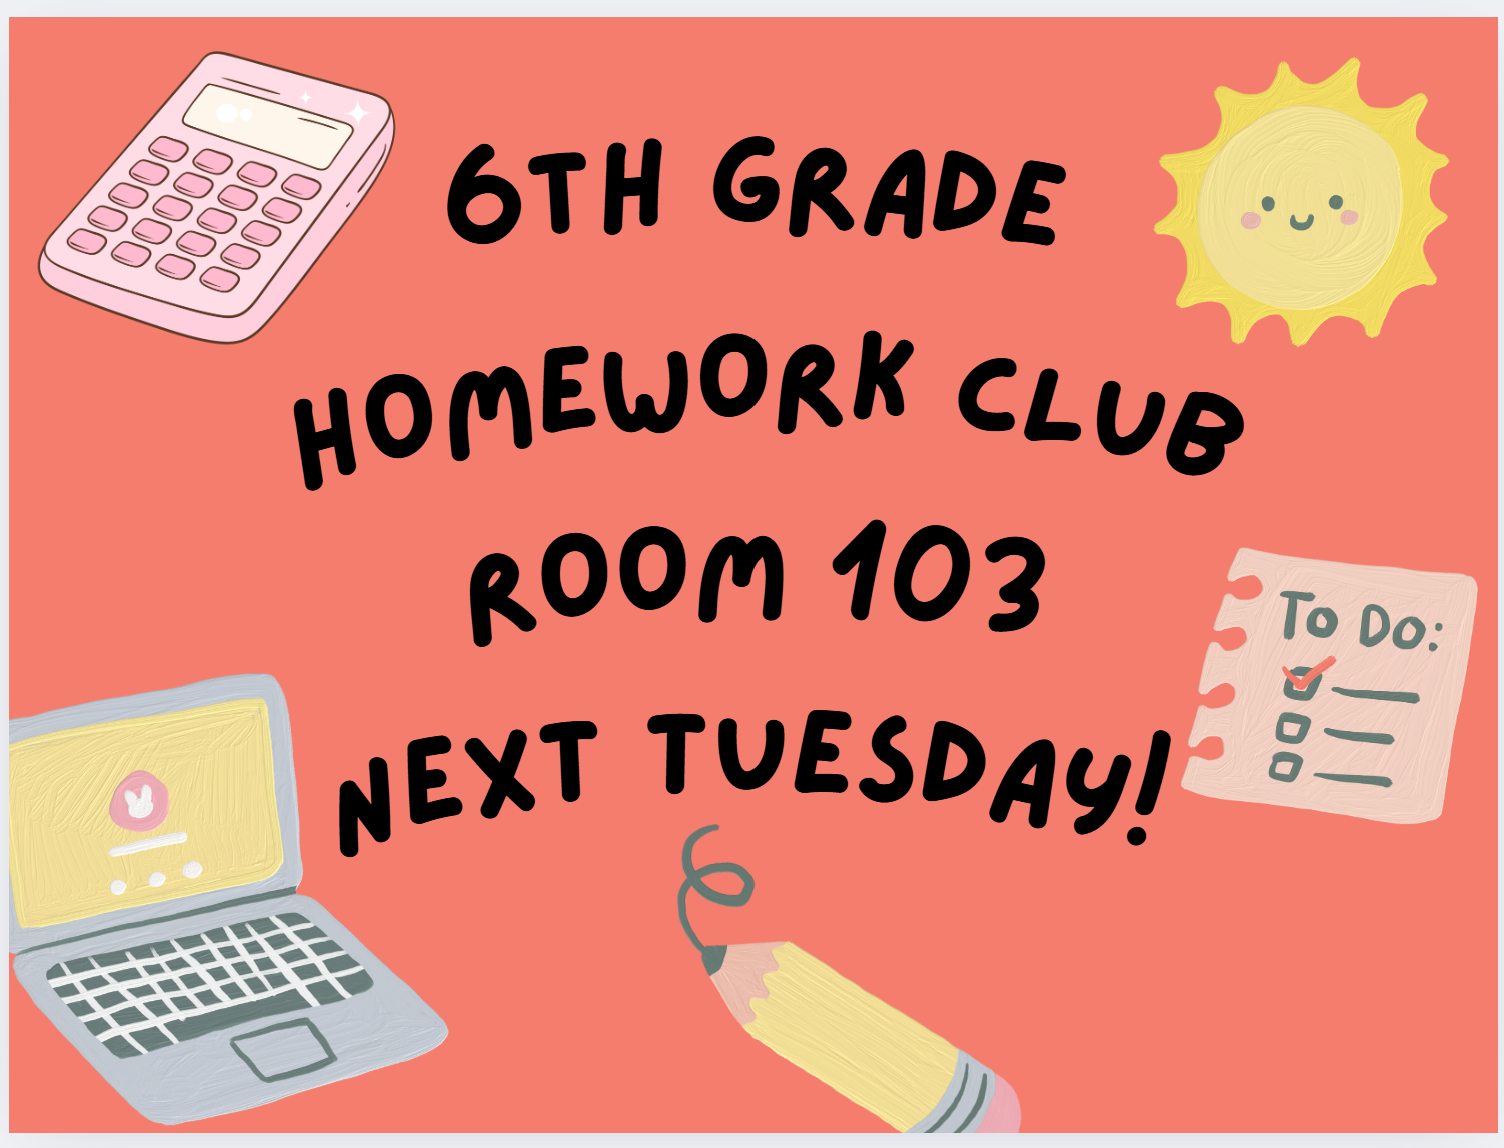 6TH GRADE
HOMEWORK CLUB
ROOM 103
NEXT TUESDAY!
To Do: